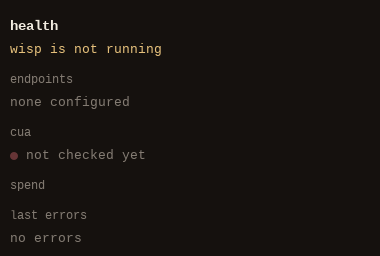 health
wisp is not running
endpoints
none configured
cua
not checked yet
spend
last errors
no errors